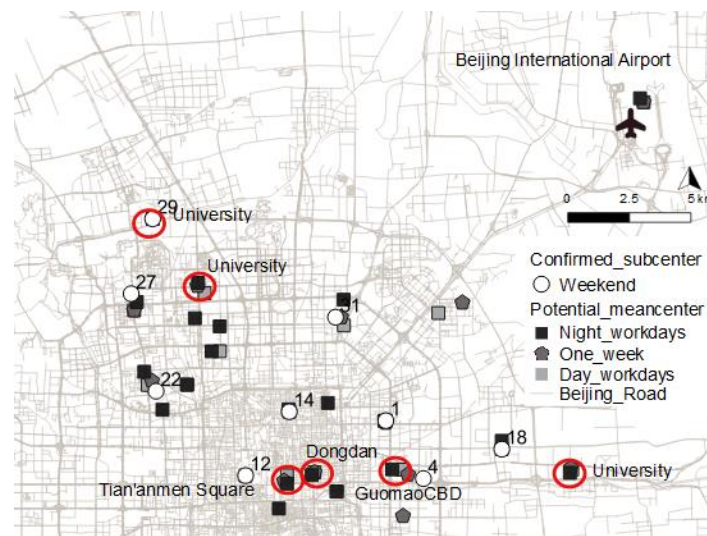 Beijing International Airport
0 2.5 5 k
29
University
University
Confirmed_subcenter
Weekend
Potential_meancenter
Night_workdays
One_week
Day_workdays
Beijing_Road
27
31
22
14
1
18
Dongdan
12
4
Tian'anmen Square
GuomaoCBD
University